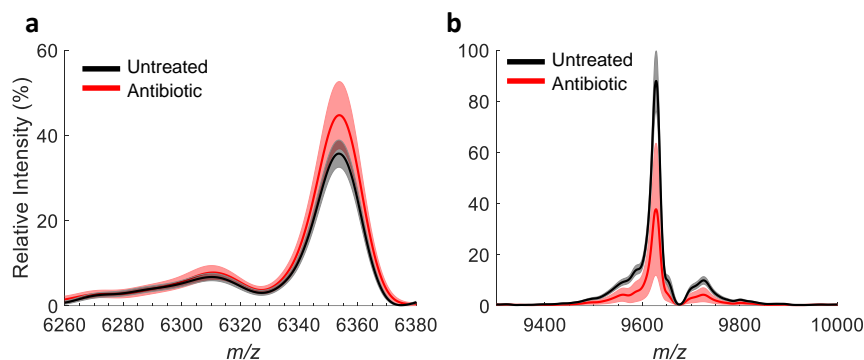 a
60
40
20
0
Relative Intensity (%)
Untreated
Antibiotic
6260 6280 6300 6320 6340 6360 6380
m/z
b
100
80
60
40
20
0
Untreated
Antibiotic
9400 9600 9800 10000
m/z